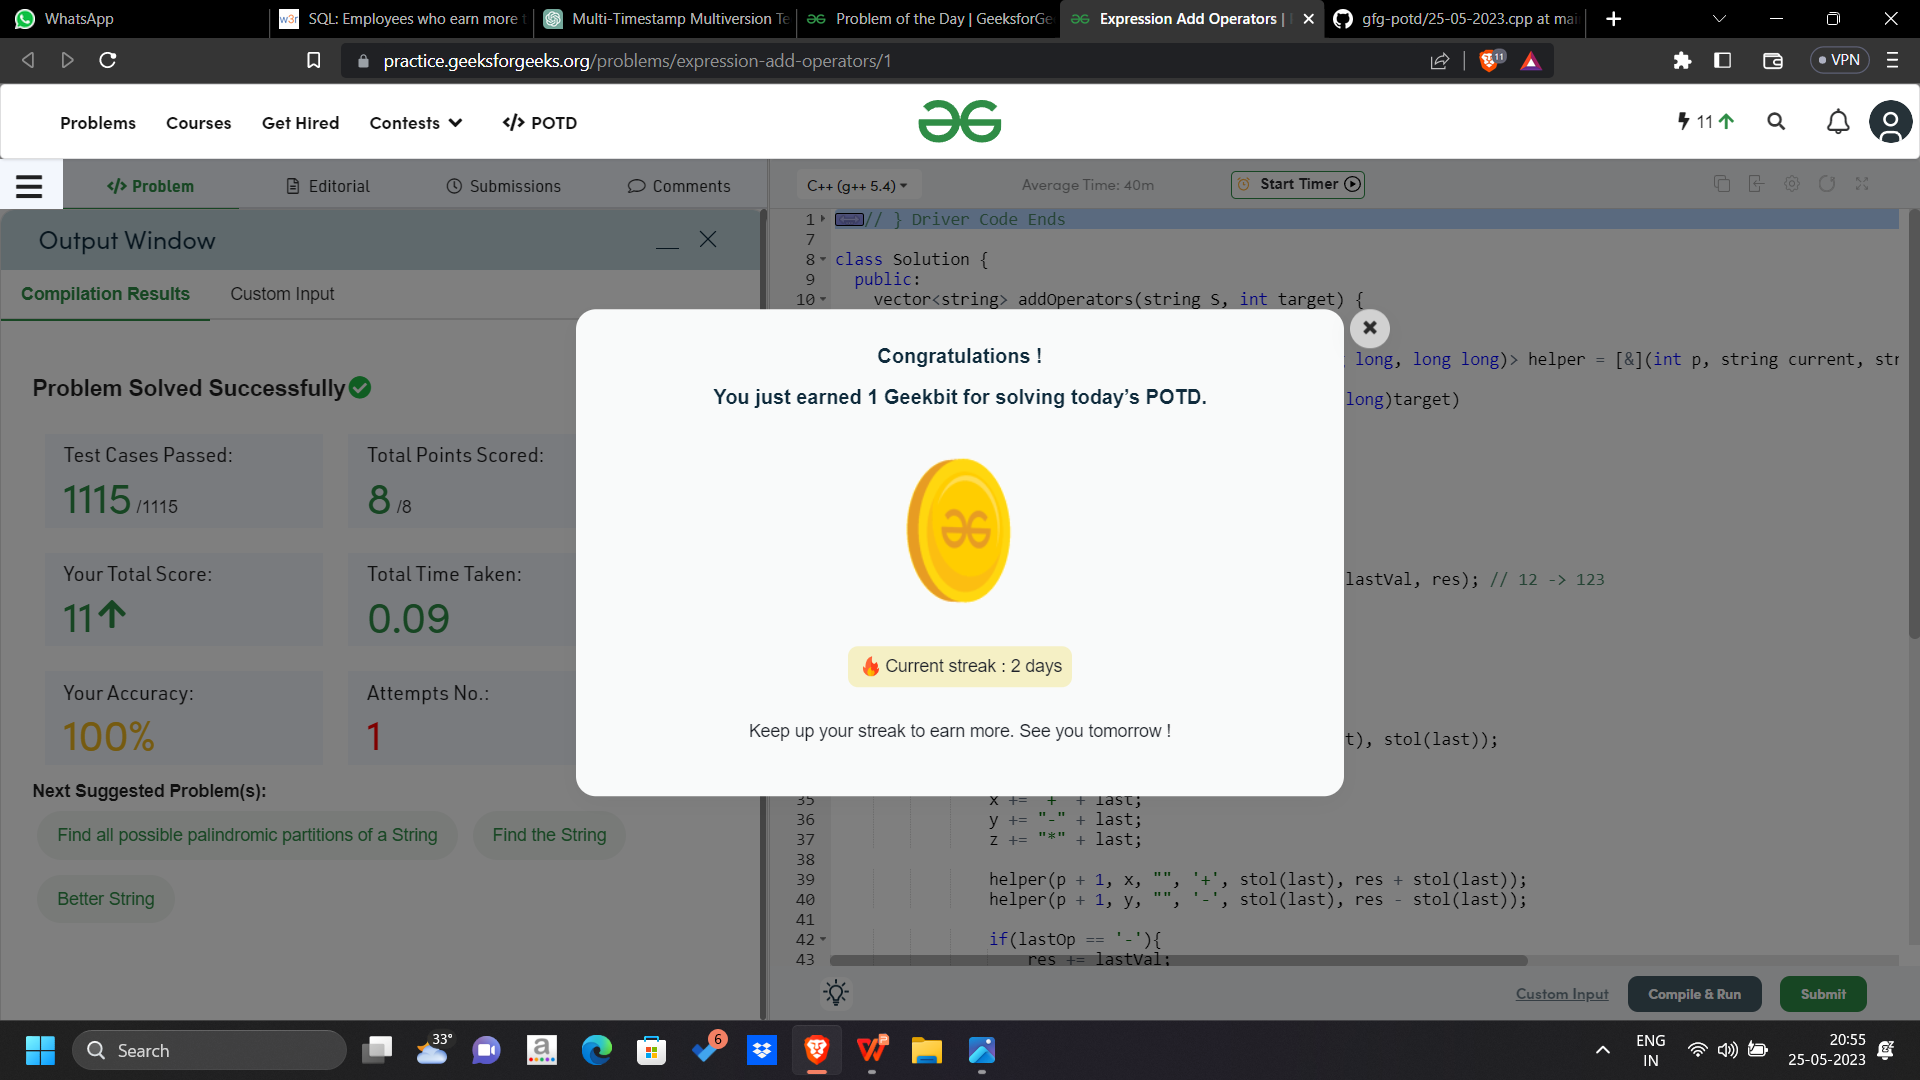 WhatsApp
w3r SQL: Employees who earn more t
Multi-Timestamp Multiversion Te
Problem of the Day | GeeksforGe
Expression Add Operators |
gfg-potd/25-05-2023.cpp at mai
practice.geeksforgeeks.org/problems/expression-add-operators/1
11
VPN
Problems
Courses
Get Hired
Contests
</> POTD
11
</> Problem
Editorial
Submissions
Comments
C++ (g++ 5.4)
Average Time: 40m
Start Timer
Output Window
Compilation Results
Custom Input
Problem Solved Successfully
Test Cases Passed:
1115 /1115
Total Points Scored:
8 /8
Your Total Score:
11
Total Time Taken:
0.09
Your Accuracy:
100%
Attempts No.:
1
Next Suggested Problem(s):
Find all possible palindromic partitions of a String
Find the String
Better String
1 // } Driver Code Ends
7
8 class Solution {
9 public:
10 vector<string> addOperators(string S, int target) {
long, long long)> helper = [&](int p, string current, str
long)target)
lastVal, res); // 12 -> 123
t), stol(last));
35 x += "+" + last;
36 y += "-" + last;
37 z += "*" + last;
38
39 helper(p + 1, x, "", '+', stol(last), res + stol(last));
40 helper(p + 1, y, "", '-', stol(last), res - stol(last));
41
42 if(lastOp == '-'){
43 res += lastVal;
Congratulations !
You just earned 1 Geekbit for solving today's POTD.
Current streak : 2 days
Keep up your streak to earn more. See you tomorrow !
Custom Input
Compile & Run
Submit
Search
33°
a
6
ENG
IN
20:55
25-05-2023